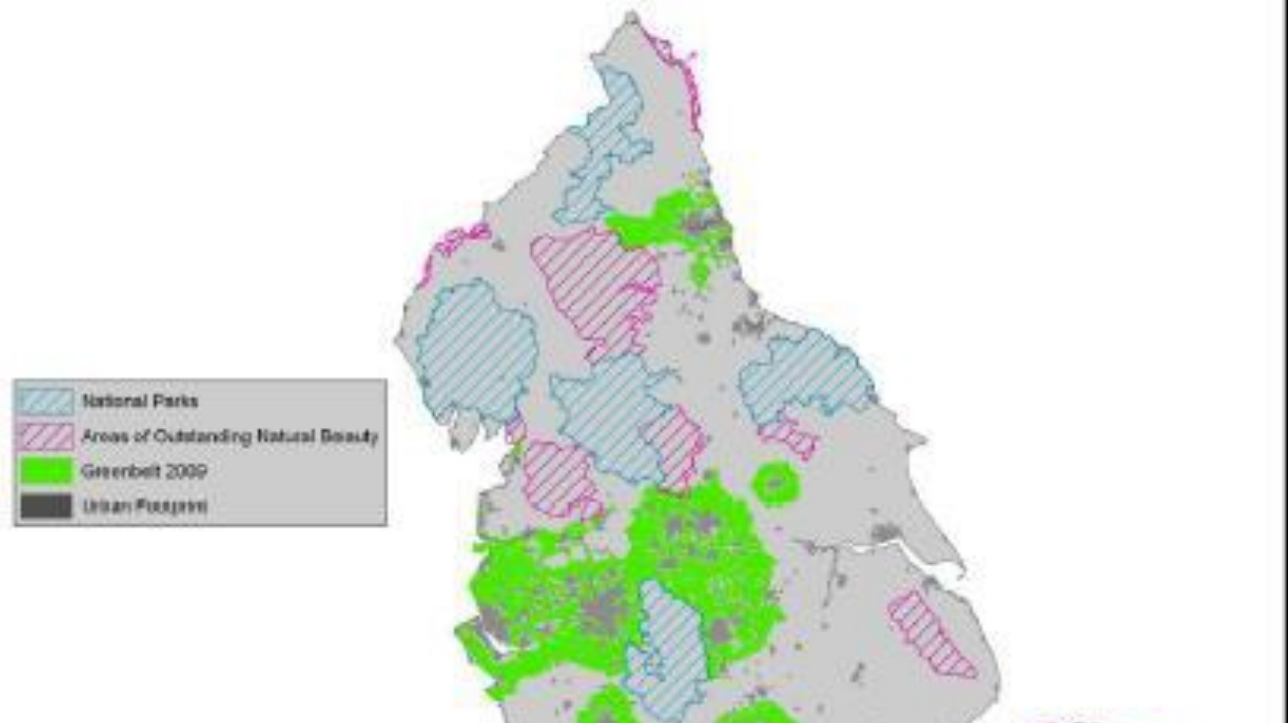 National Parks
Areas of Outstanding Natural Beauty
Greenbelt 2009
Urban Footprint